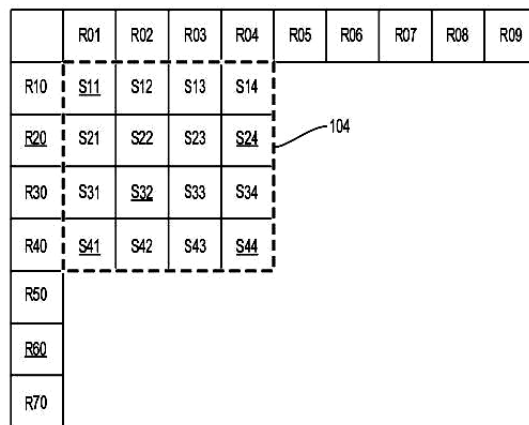 R01 R02 R03 R04 R05 R06 R07 R08 R09
R10 S11 S12 S13 S14
R20 S21 S22 S23 S24 104
R30 S31 S32 S33 S34
R40 S41 S42 S43 S44
R50
R60
R70